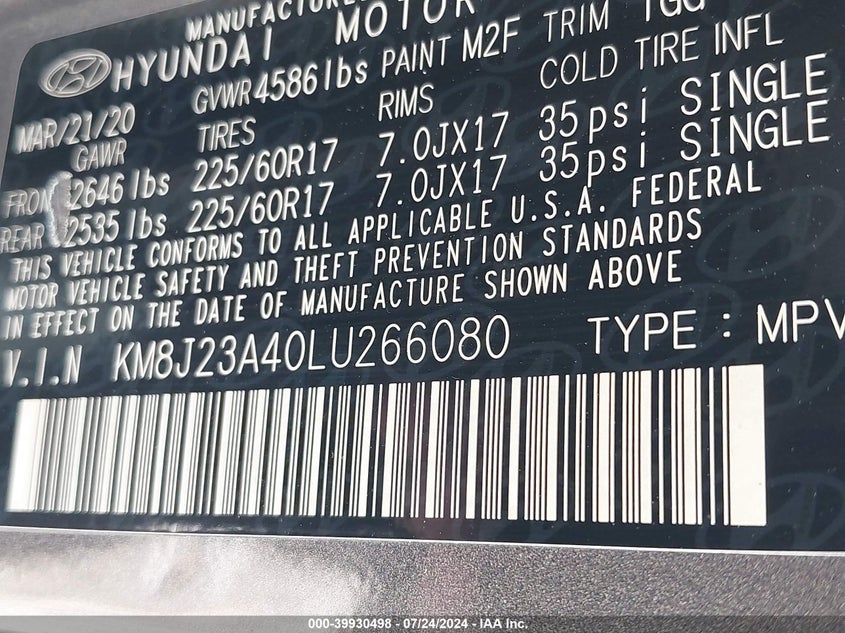 MANUFACTURED
HYUNDAI MOTOR
MAR/21/20 GVWR 4586 lbs PAINT M2F TRIM TGG
GAWR TIRES RIMS COLD TIRE INFL
FRONT 2646 lbs 225/60R17 7.0JX17 35psi SINGLE
REAR 2535 lbs 225/60R17 7.0JX17 35psi SINGLE
THIS VEHICLE CONFORMS TO ALL APPLICABLE U.S.A. FEDERAL
MOTOR VEHICLE SAFETY AND THEFT PREVENTION STANDARDS
IN EFFECT ON THE DATE OF MANUFACTURE SHOWN ABOVE
V.I.N KM8J23A40LU266080 TYPE : MPV
000-39930498 - 07/24/2024 - IAA Inc.